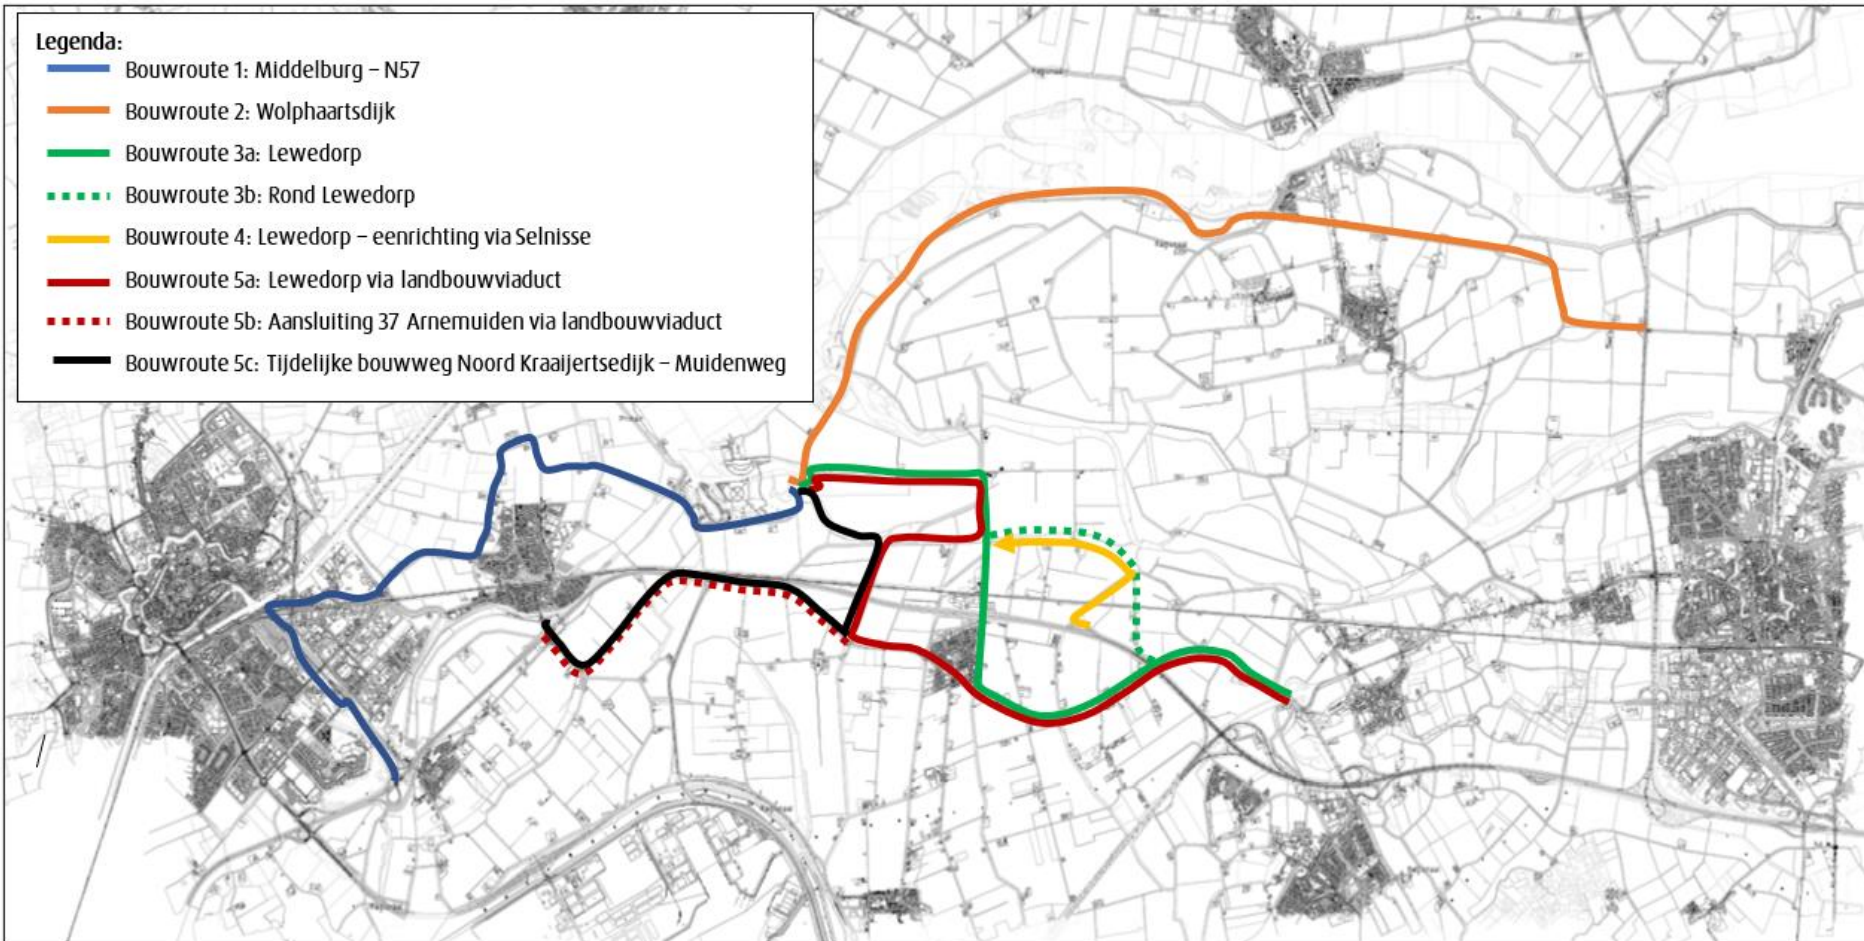 Legenda:
Bouwroute 1: Middelburg – N57
Bouwroute 2: Wolphaartsdijk
Bouwroute 3a: Lewedorp
Bouwroute 3b: Rond Lewedorp
Bouwroute 4: Lewedorp – eenrichting via Selnisse
Bouwroute 5a: Lewedorp via landbouwviaduct
Bouwroute 5b: Aansluiting 37 Arnemuiden via landbouwviaduct
Bouwroute 5c: Tijdelijke bouwweg Noord Kraaijertsedijk – Muidenweg